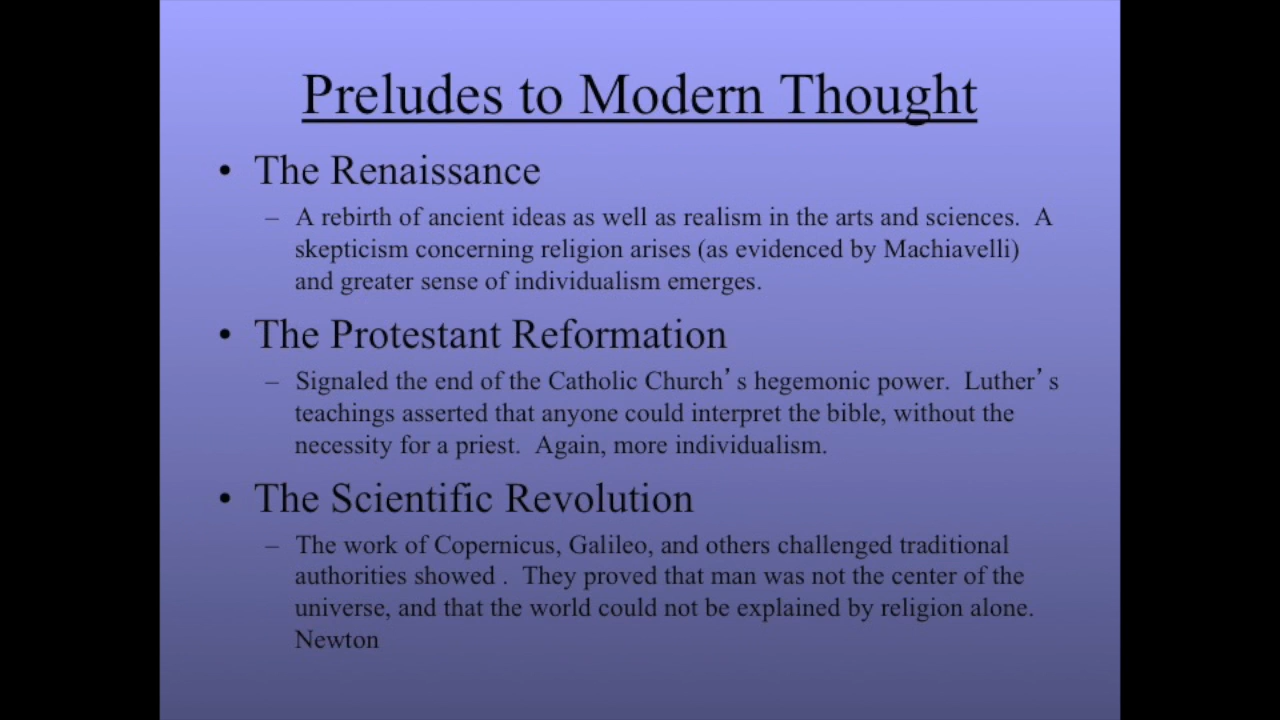 Preludes to Modern Thought
• The Renaissance
– A rebirth of ancient ideas as well as realism in the arts and sciences.  A
skepticism concerning religion arises (as evidenced by Machiavelli)
and greater sense of individualism emerges.
• The Protestant Reformation
– Signaled the end of the Catholic Church’s hegemonic power.  Luther’s
teachings asserted that anyone could interpret the bible, without the
necessity for a priest.  Again, more individualism.
• The Scientific Revolution
– The work of Copernicus, Galileo, and others challenged traditional
authorities showed .  They proved that man was not the center of the
universe, and that the world could not be explained by religion alone.
Newton